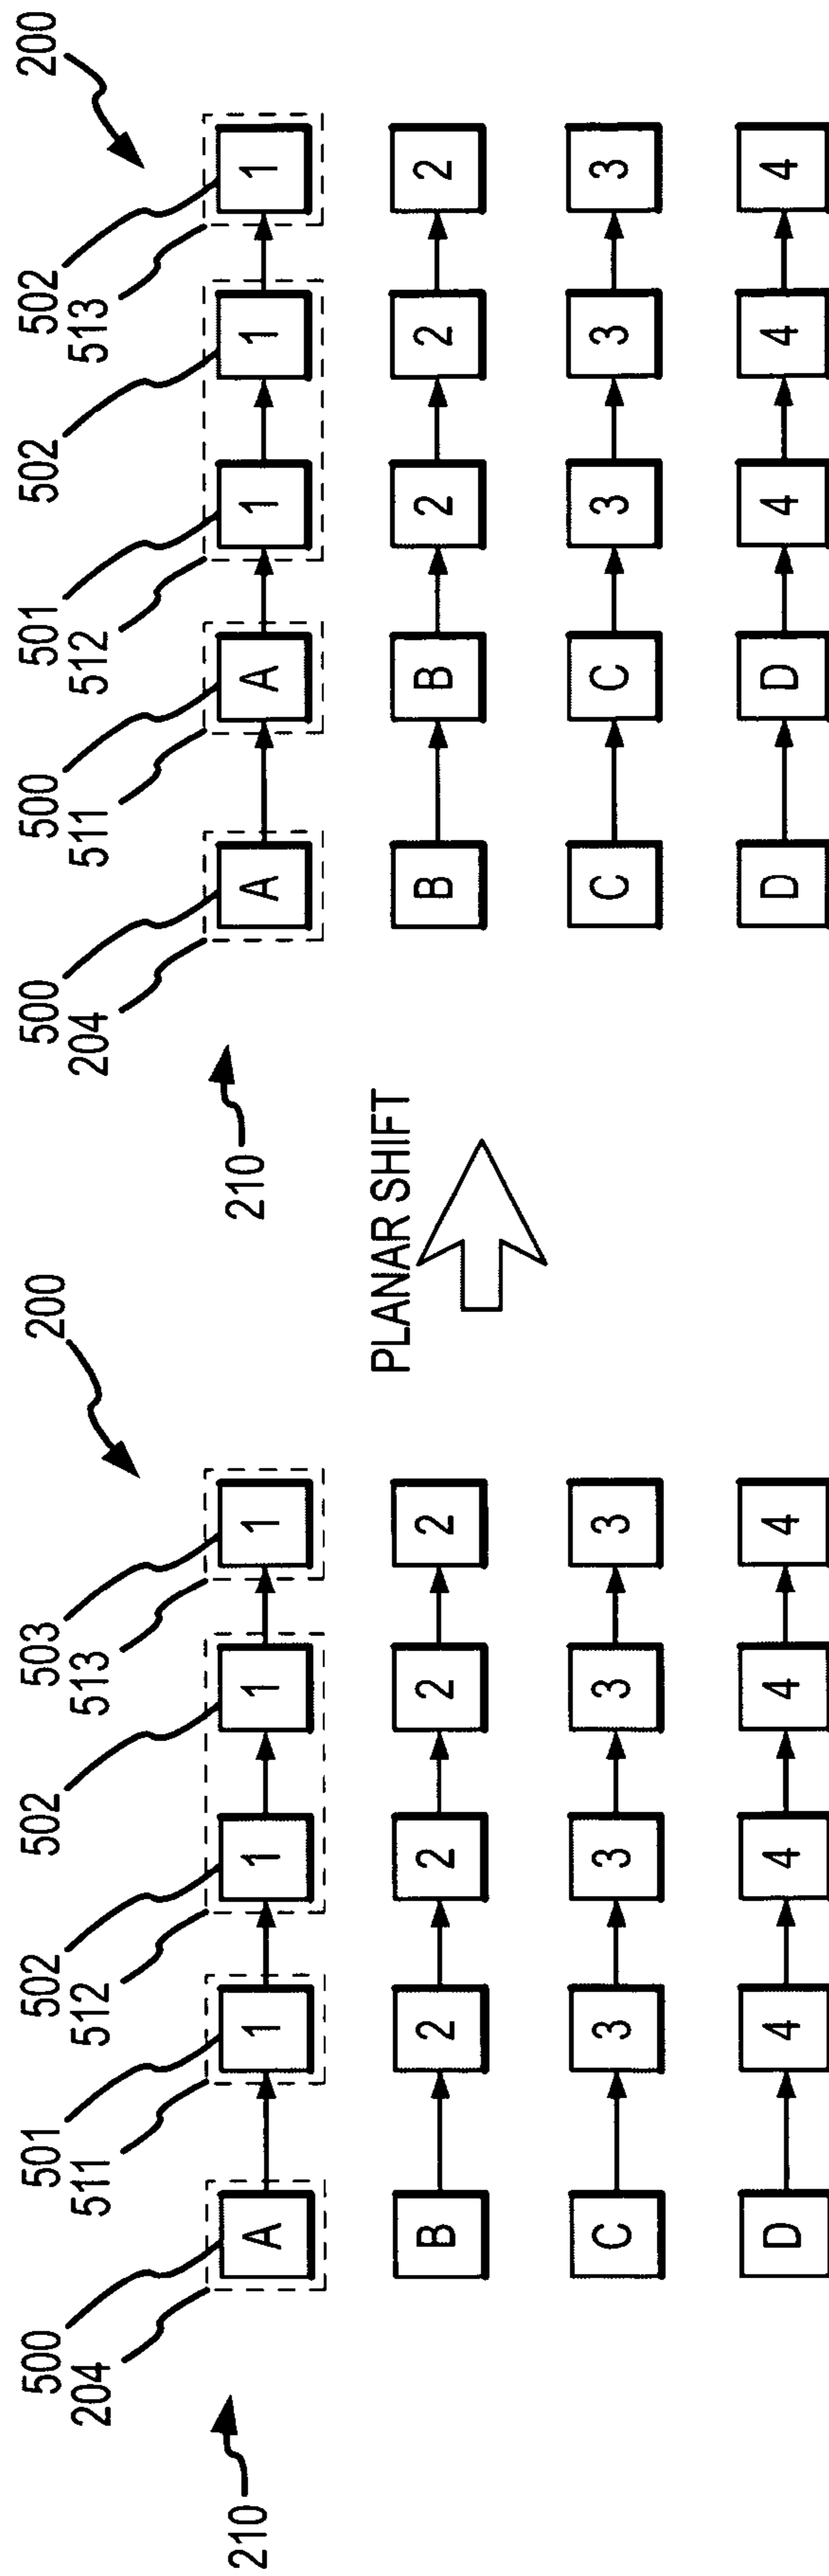 500
204
501
511
502
512
502
503
513
200
210
A 1 1 1 1
B 2 2 2 2
C 3 3 3 3
D 4 4 4 4
PLANAR SHIFT
500
204
500
511
501
512
502
502
513
200
210
A A 1 1 1
B B 2 2 2
C C 3 3 3
D D 4 4 4